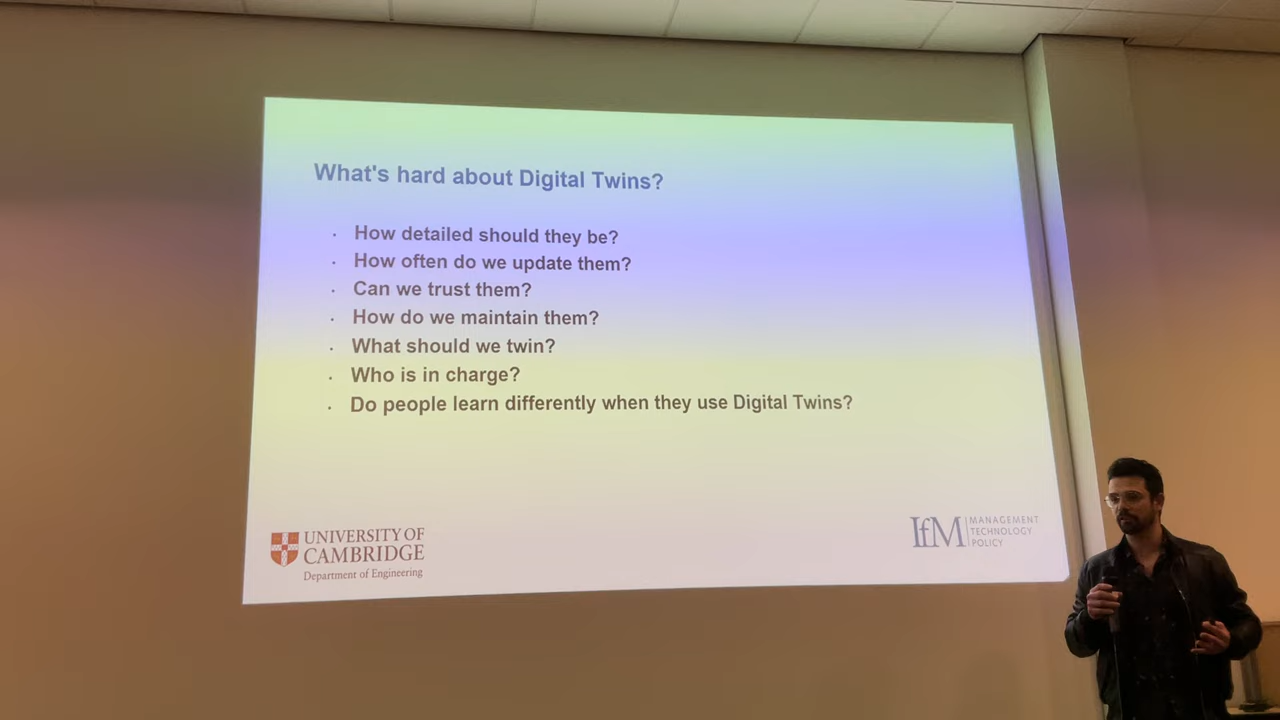 What's hard about Digital Twins?
· How detailed should they be?
· How often do we update them?
· Can we trust them?
· How do we maintain them?
· What should we twin?
· Who is in charge?
· Do people learn differently when they use Digital Twins?
UNIVERSITY OF
CAMBRIDGE
Department of Engineering
IfM
MANAGEMENT
TECHNOLOGY
POLICY